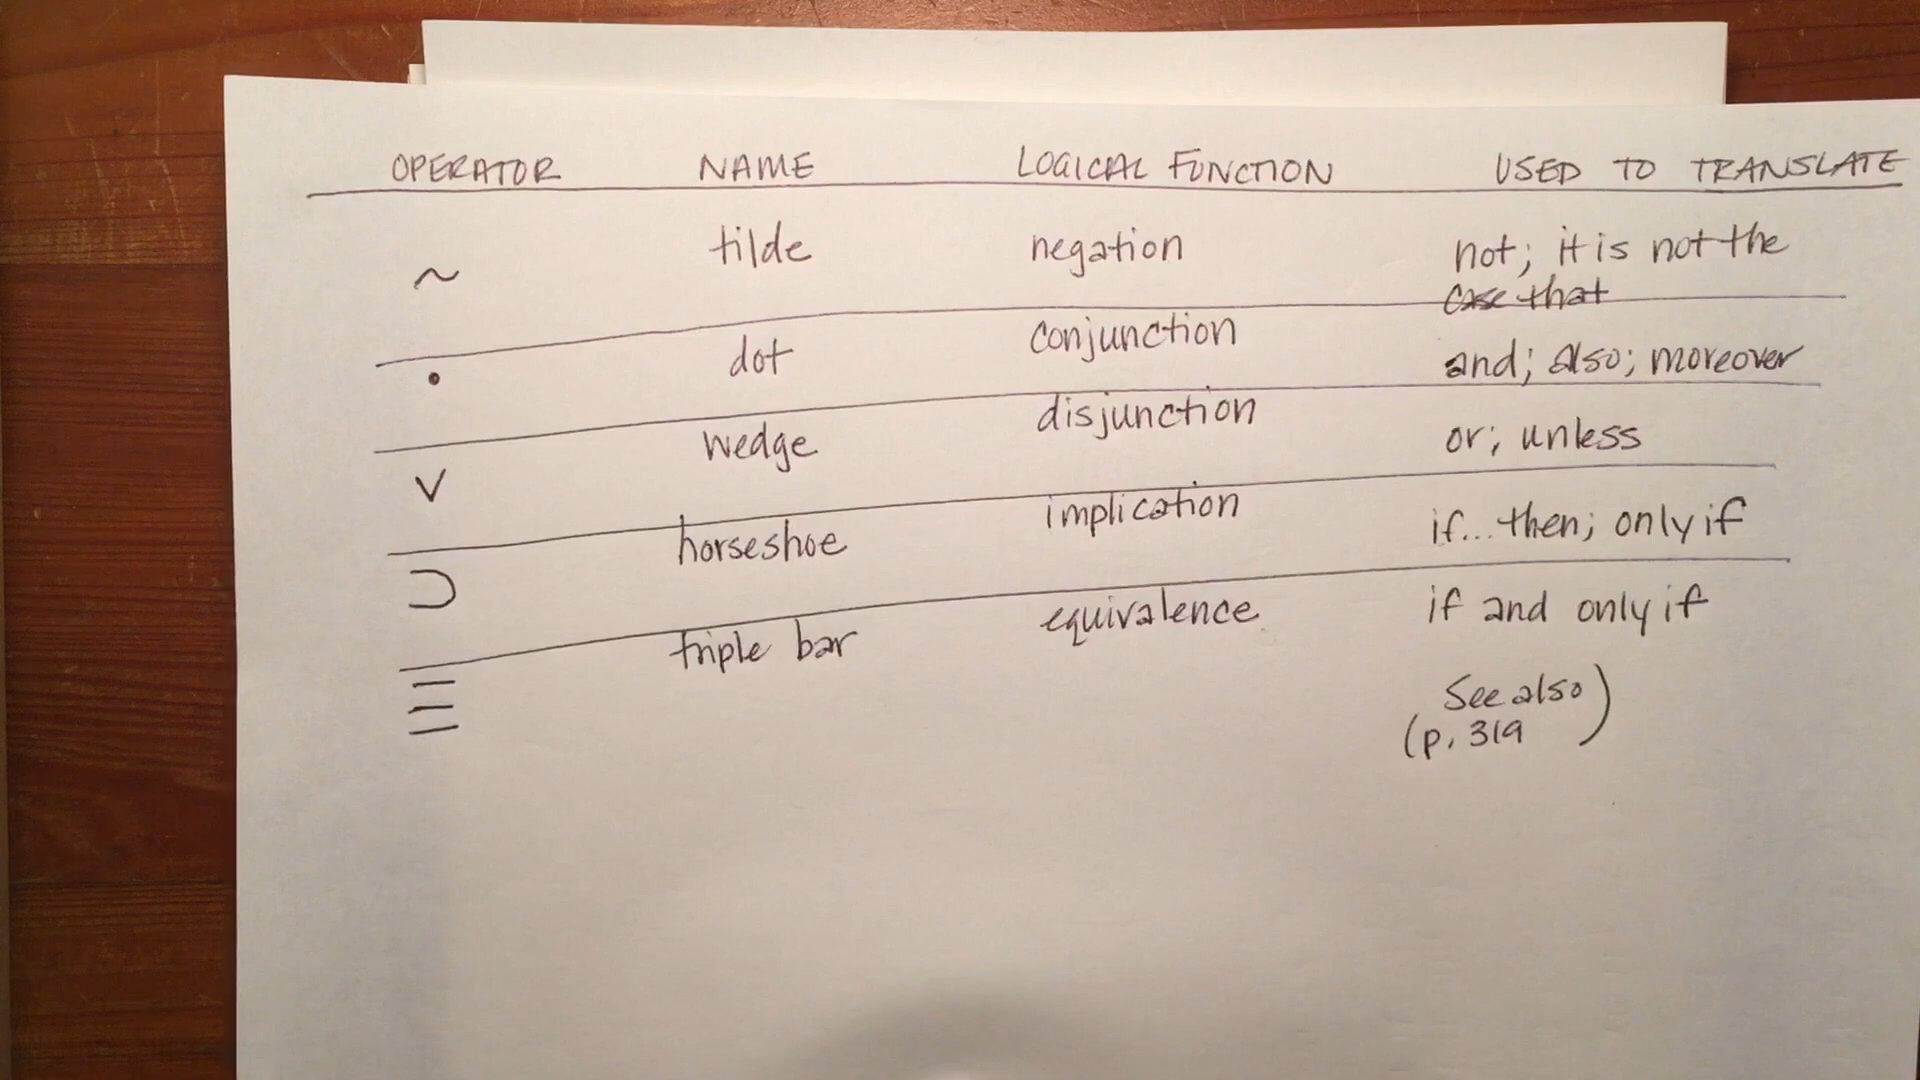 OPERATOR NAME LOGICAL FUNCTION USED TO TRANSLATE
~ tilde negation not; it is not the
case that
• dot conjunction and; also; moreover
v wedge disjunction or; unless
⊃ horseshoe implication if...then; only if
≡ triple bar equivalence if and only if
See also
(p. 319)